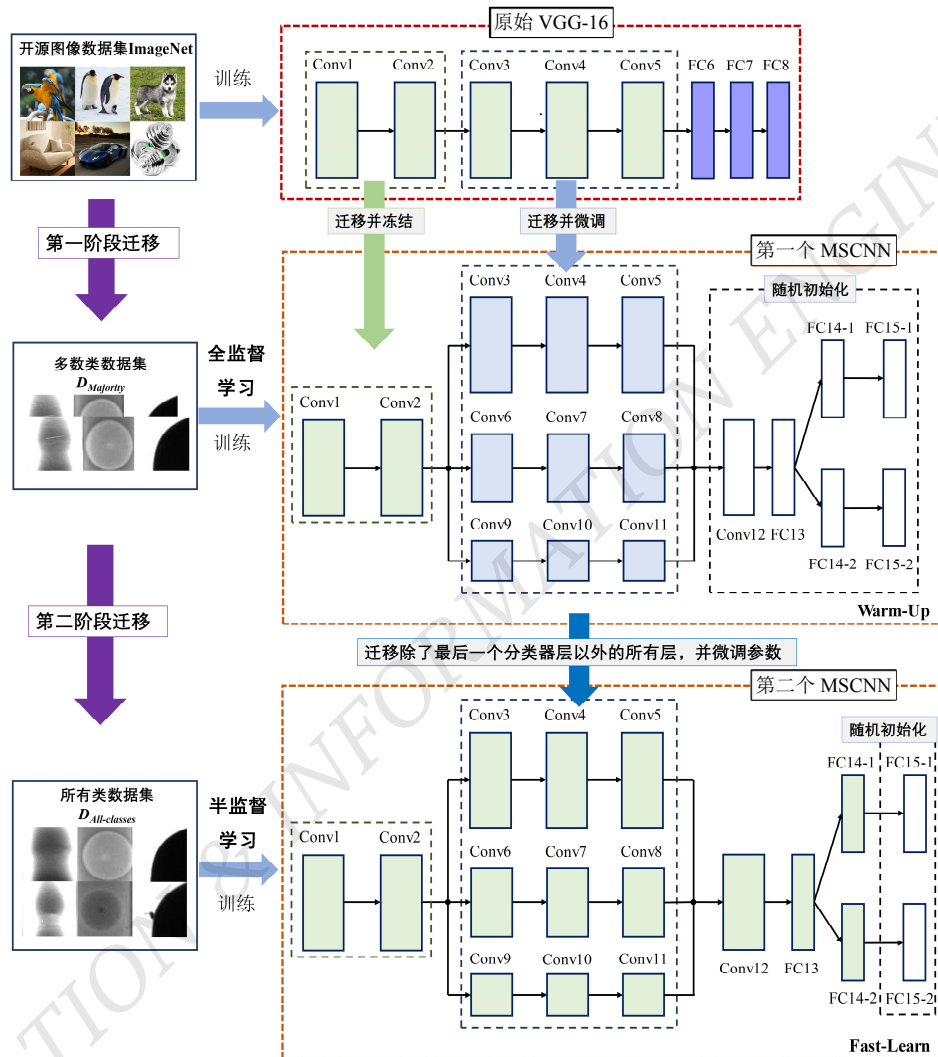 原始 VGG-16
开源图像数据集ImageNet
训练
Conv1
Conv2
Conv3
Conv4
Conv5
FC6
FC7
FC8
迁移并冻结
迁移并微调
第一阶段迁移
第一个 MSCNN
随机初始化
多数类数据集
D_Majority
全监督
学习
训练
Conv1
Conv2
Conv3
Conv4
Conv5
Conv6
Conv7
Conv8
Conv9
Conv10
Conv11
Conv12
FC13
FC14-1
FC15-1
FC14-2
FC15-2
Warm-Up
第二阶段迁移
迁移除了最后一个分类器层以外的所有层，并微调参数
第二个 MSCNN
随机初始化
所有类数据集
D_All-classes
半监督
学习
训练
Conv1
Conv2
Conv3
Conv4
Conv5
Conv6
Conv7
Conv8
Conv9
Conv10
Conv11
Conv12
FC13
FC14-1
FC15-1
FC14-2
FC15-2
Fast-Learn
TION & INFORMATION ENGINE